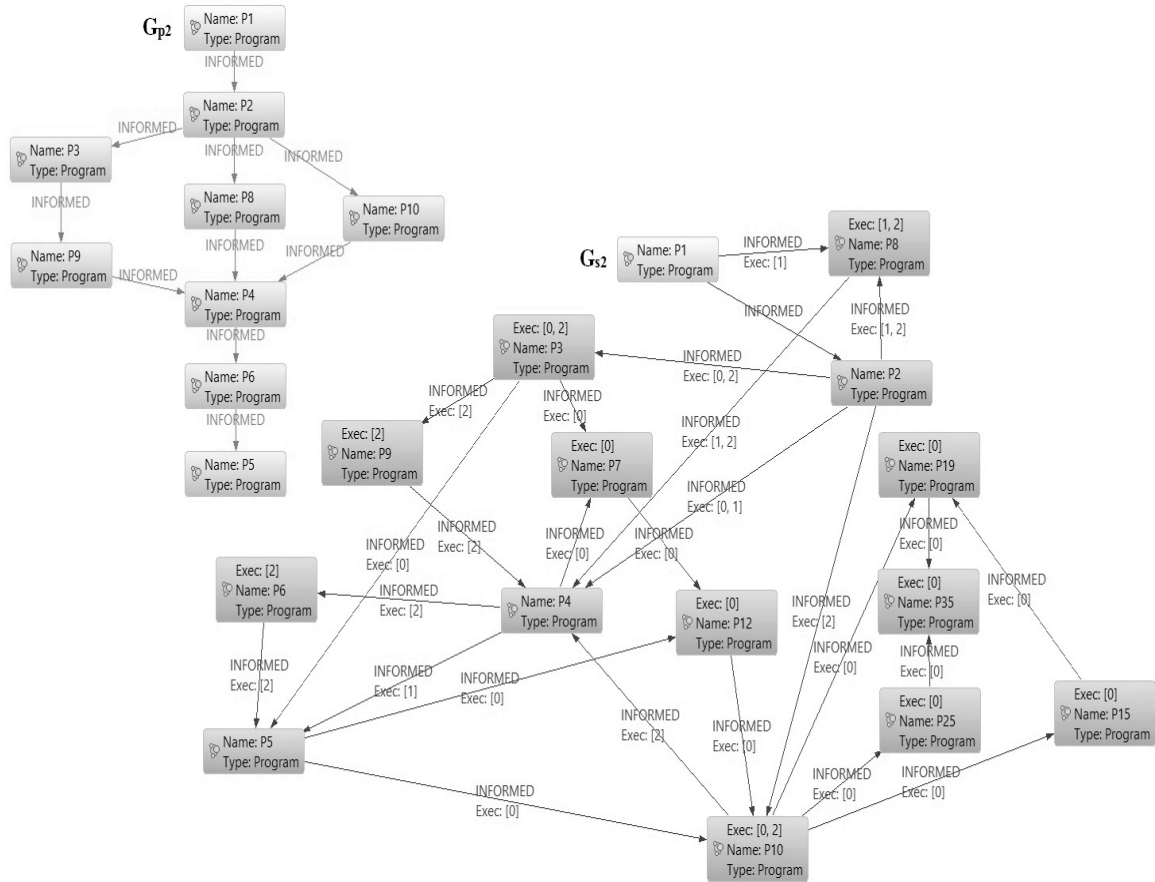 G_p2
Name: P1
Type: Program
INFORMED
Name: P2
Type: Program
INFORMED
INFORMED
INFORMED
Name: P3
Type: Program
INFORMED
Name: P8
Type: Program
Name: P10
Type: Program
INFORMED
INFORMED
Name: P9
Type: Program
INFORMED
Name: P4
Type: Program
INFORMED
Name: P6
Type: Program
INFORMED
Name: P5
Type: Program
G_s2
Name: P1
Type: Program
INFORMED
Exec: [1]
Exec: [1, 2]
Name: P8
Type: Program
INFORMED
INFORMED
Exec: [1, 2]
Exec: [0, 2]
Name: P3
Type: Program
INFORMED
Exec: [0, 2]
Name: P2
Type: Program
INFORMED
Exec: [2]
INFORMED
Exec: [0]
INFORMED
Exec: [1, 2]
Exec: [2]
Name: P9
Type: Program
Exec: [0]
Name: P7
Type: Program
Exec: [0]
Name: P19
Type: Program
INFORMED
Exec: [0, 1]
INFORMED
Exec: [2]
INFORMED
Exec: [0]
INFORMED
Exec: [0]
INFORMED
Exec: [0]
INFORMED
Exec: [0]
INFORMED
Exec: [0]
Exec: [2]
Name: P6
Type: Program
INFORMED
Exec: [2]
Name: P4
Type: Program
Exec: [0]
Name: P12
Type: Program
INFORMED
Exec: [2]
Exec: [0]
Name: P35
Type: Program
INFORMED
Exec: [2]
INFORMED
Exec: [1]
INFORMED
Exec: [0]
INFORMED
Exec: [0]
INFORMED
Exec: [0]
Name: P5
Type: Program
INFORMED
Exec: [2]
INFORMED
Exec: [0]
Exec: [0]
Name: P25
Type: Program
Exec: [0]
Name: P15
Type: Program
INFORMED
Exec: [0]
INFORMED
Exec: [0]
INFORMED
Exec: [0]
Exec: [0, 2]
Name: P10
Type: Program